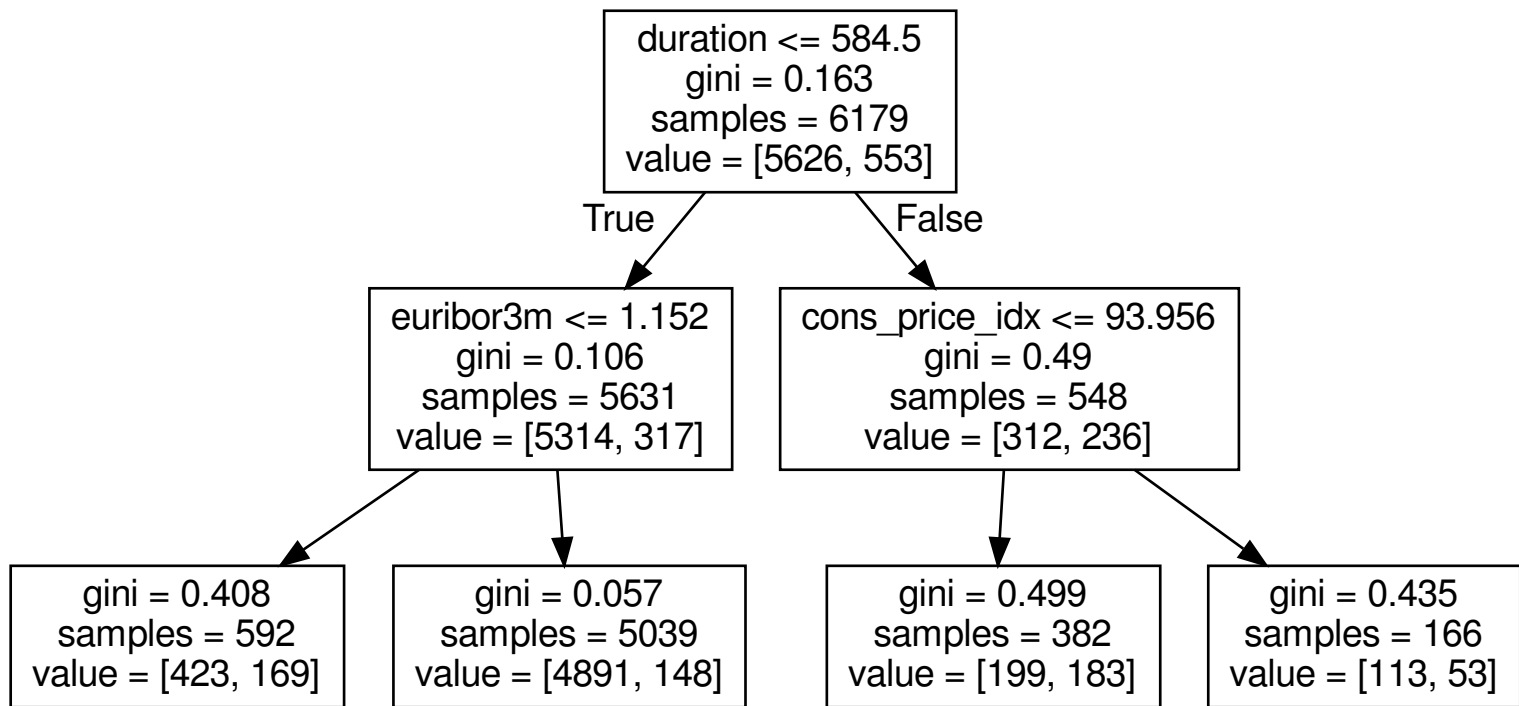 duration <= 584.5
gini = 0.163
samples = 6179
value = [5626, 553]
True
False
euribor3m <= 1.152
gini = 0.106
samples = 5631
value = [5314, 317]
cons_price_idx <= 93.956
gini = 0.49
samples = 548
value = [312, 236]
gini = 0.408
samples = 592
value = [423, 169]
gini = 0.057
samples = 5039
value = [4891, 148]
gini = 0.499
samples = 382
value = [199, 183]
gini = 0.435
samples = 166
value = [113, 53]